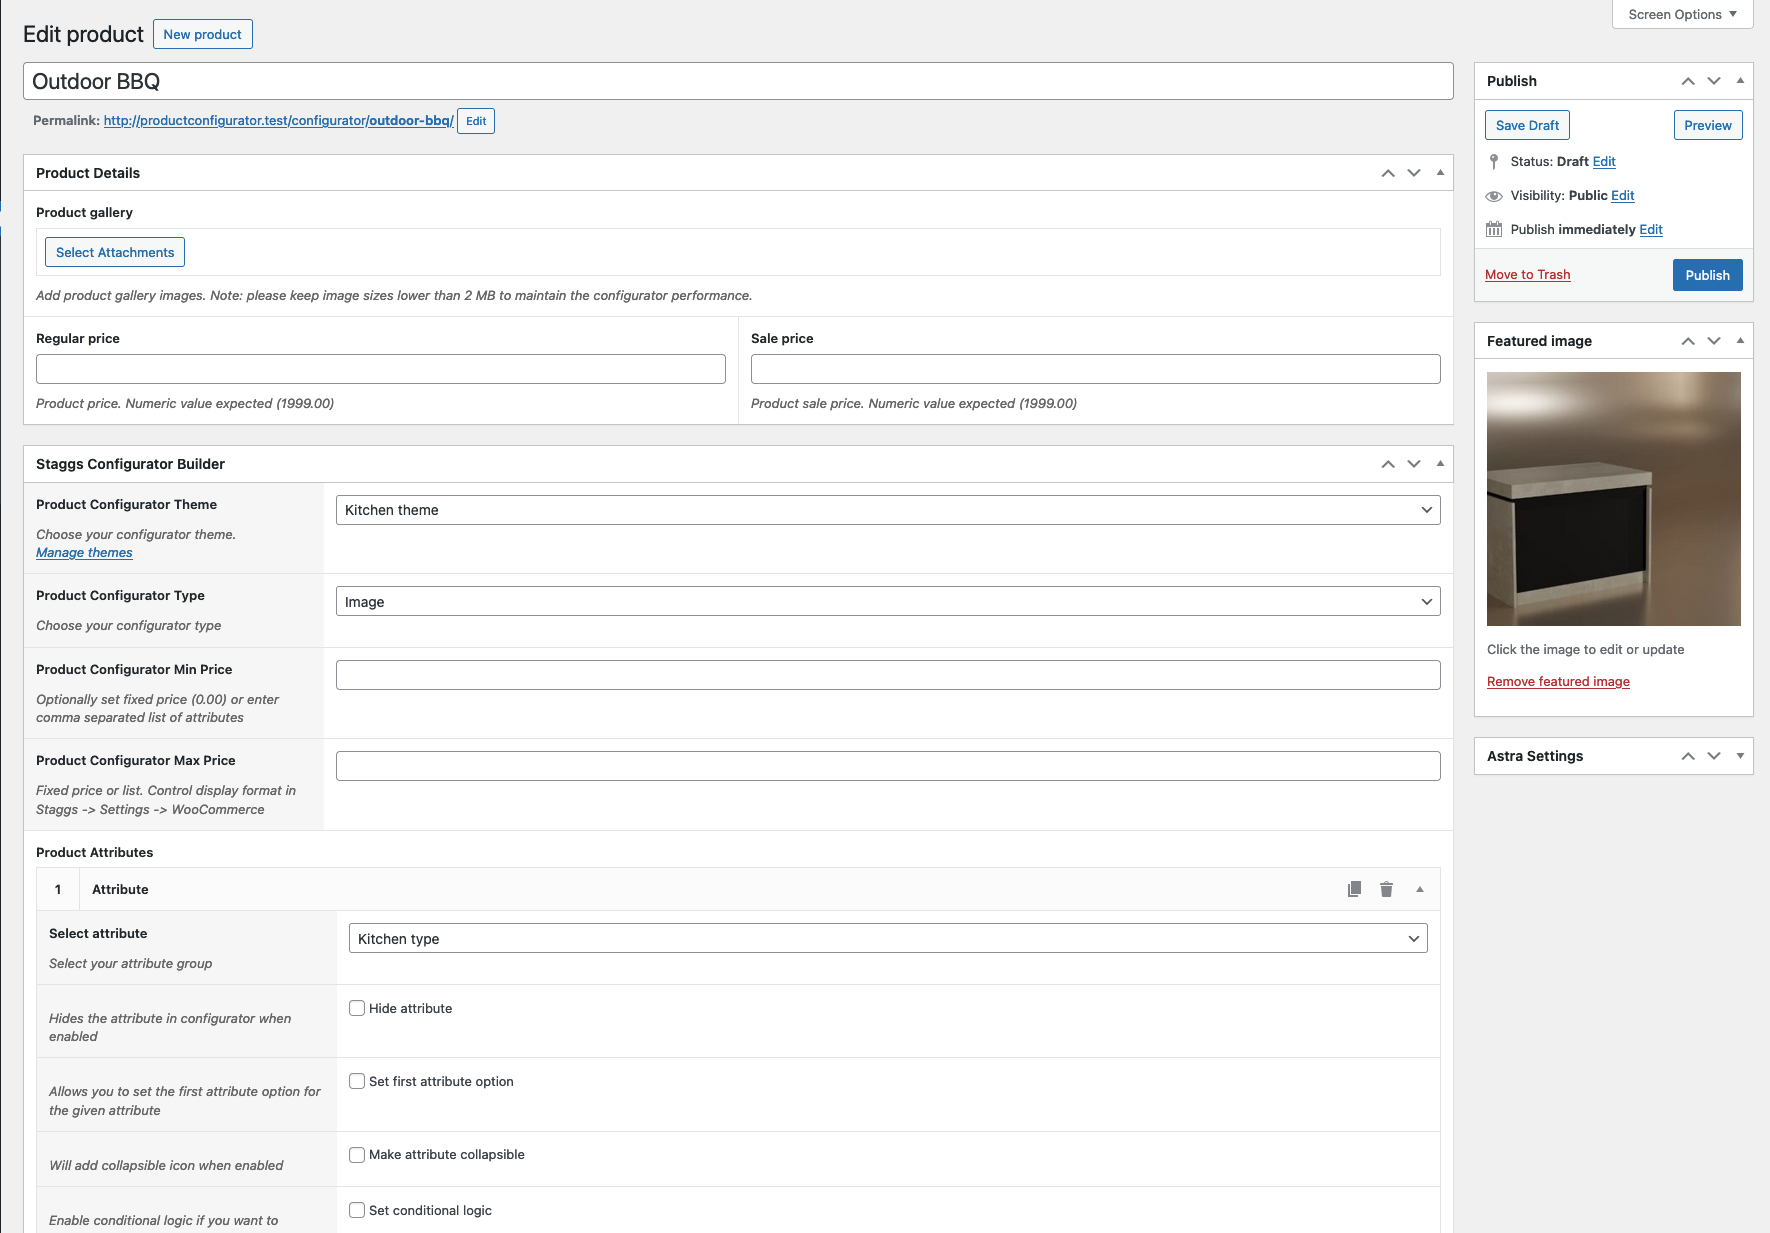 Screen Options
Edit product
New product
Outdoor BBQ
Permalink: http://productconfigurator.test/configurator/outdoor-bbq/ Edit
Product Details
Product gallery
Select Attachments
Add product gallery images. Note: please keep image sizes lower than 2 MB to maintain the configurator performance.
Regular price
Product price. Numeric value expected (1999.00)
Sale price
Product sale price. Numeric value expected (1999.00)
Staggs Configurator Builder
Product Configurator Theme
Choose your configurator theme.
Manage themes
Kitchen theme
Product Configurator Type
Choose your configurator type
Image
Product Configurator Min Price
Optionally set fixed price (0.00) or enter
comma separated list of attributes
Product Configurator Max Price
Fixed price or list. Control display format in
Staggs -> Settings -> WooCommerce
Product Attributes
1 Attribute
Select attribute
Select your attribute group
Kitchen type
Hides the attribute in configurator when
enabled
Hide attribute
Allows you to set the first attribute option for
the given attribute
Set first attribute option
Will add collapsible icon when enabled
Make attribute collapsible
Enable conditional logic if you want to
Set conditional logic
Publish
Save Draft
Preview
Status: Draft Edit
Visibility: Public Edit
Publish immediately Edit
Move to Trash
Publish
Featured image
Click the image to edit or update
Remove featured image
Astra Settings